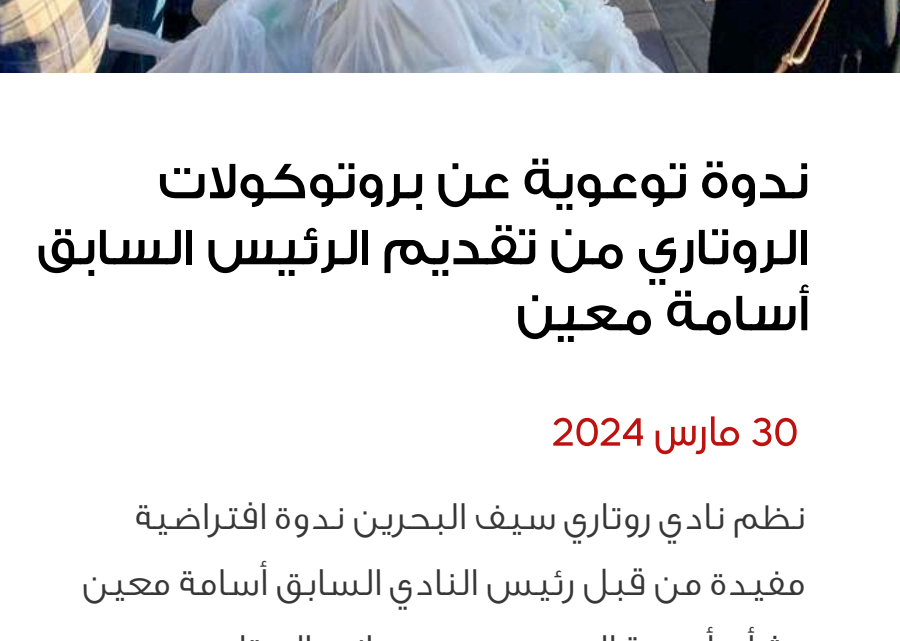 ندوة توعوية عن بروتوكولات
الروتاري من تقديم الرئيس السابق
أسامة معين
30 مارس 2024
نظم نادي روتاري سيف البحرين ندوة افتراضية
مفيدة من قبل رئيس النادي السابق أسامة معين